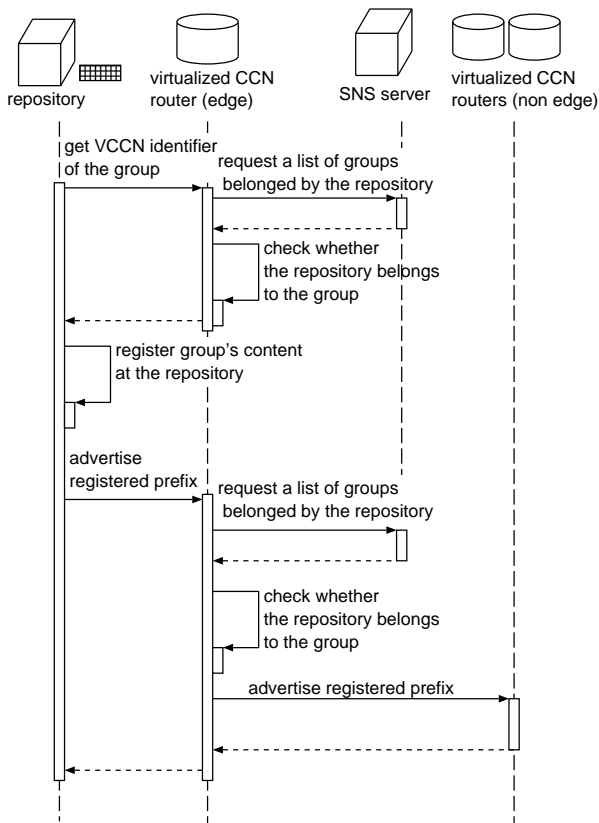 repository
virtualized CCN
router (edge)
SNS server
virtualized CCN
routers (non edge)
get VCCN identifier
of the group
request a list of groups
belonged by the repository
check whether
the repository belongs
to the group
register group's content
at the repository
advertise
registered prefix
request a list of groups
belonged by the repository
check whether
the repository belongs
to the group
advertise registered prefix